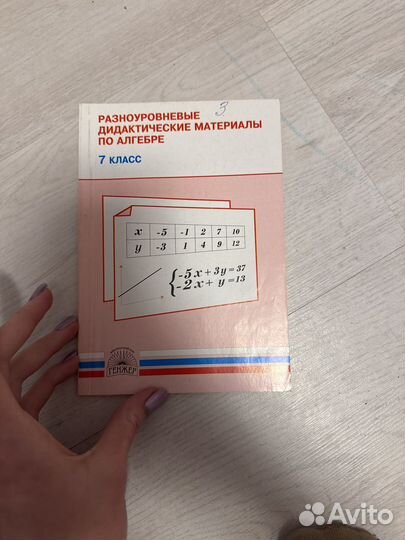 3
РАЗНОУРОВНЕВЫЕ
ДИДАКТИЧЕСКИЕ МАТЕРИАЛЫ
ПО АЛГЕБРЕ
7 КЛАСС
x -5 -1 2 7 10
y -3 1 4 9 12
-5x+3y=37
-2x+ y=13
ГЕНЖЕР
Avito